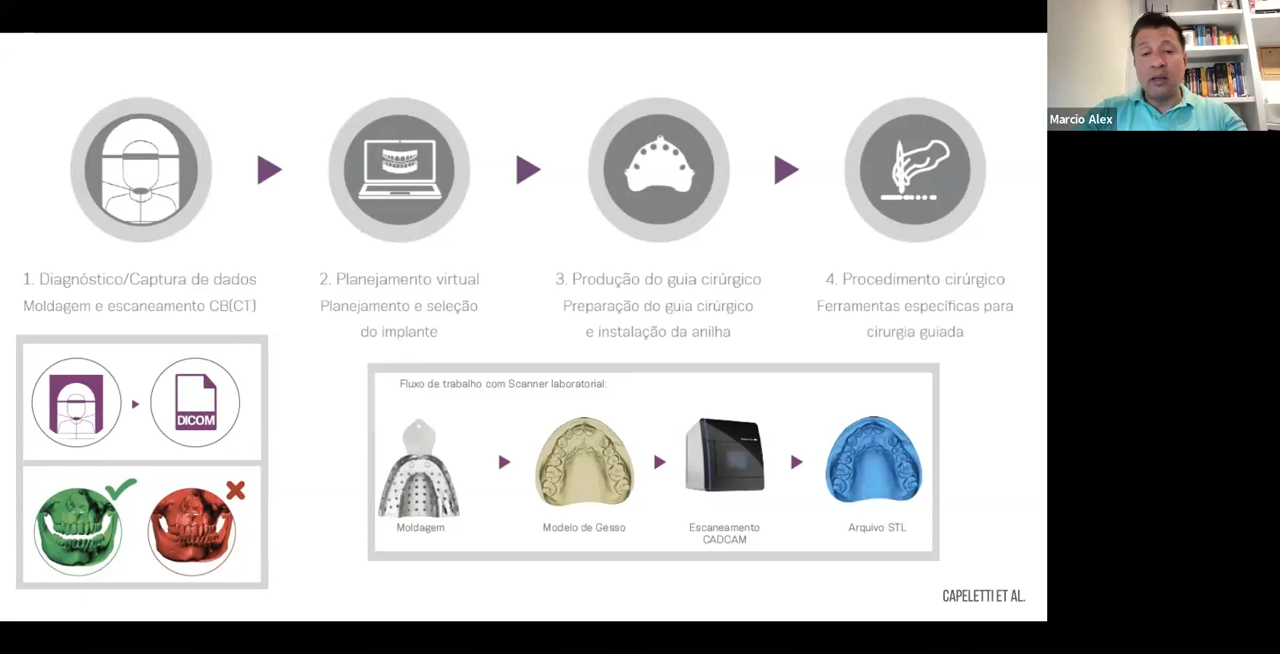 Marcio Alex
1. Diagnóstico/Captura de dados
Moldagem e escaneamento CB(CT)
2. Planejamento virtual
Planejamento e seleção
do implante
3. Produção do guia cirúrgico
Preparação do guia cirúrgico
e instalação da anilha
4. Procedimento cirúrgico
Ferramentas específicas para
cirurgia guiada
DICOM
Fluxo de trabalho com Scanner laboratorial:
Moldagem
Modelo de Gesso
Escaneamento
CADCAM
Arquivo STL
CAPELETTI ET AL.